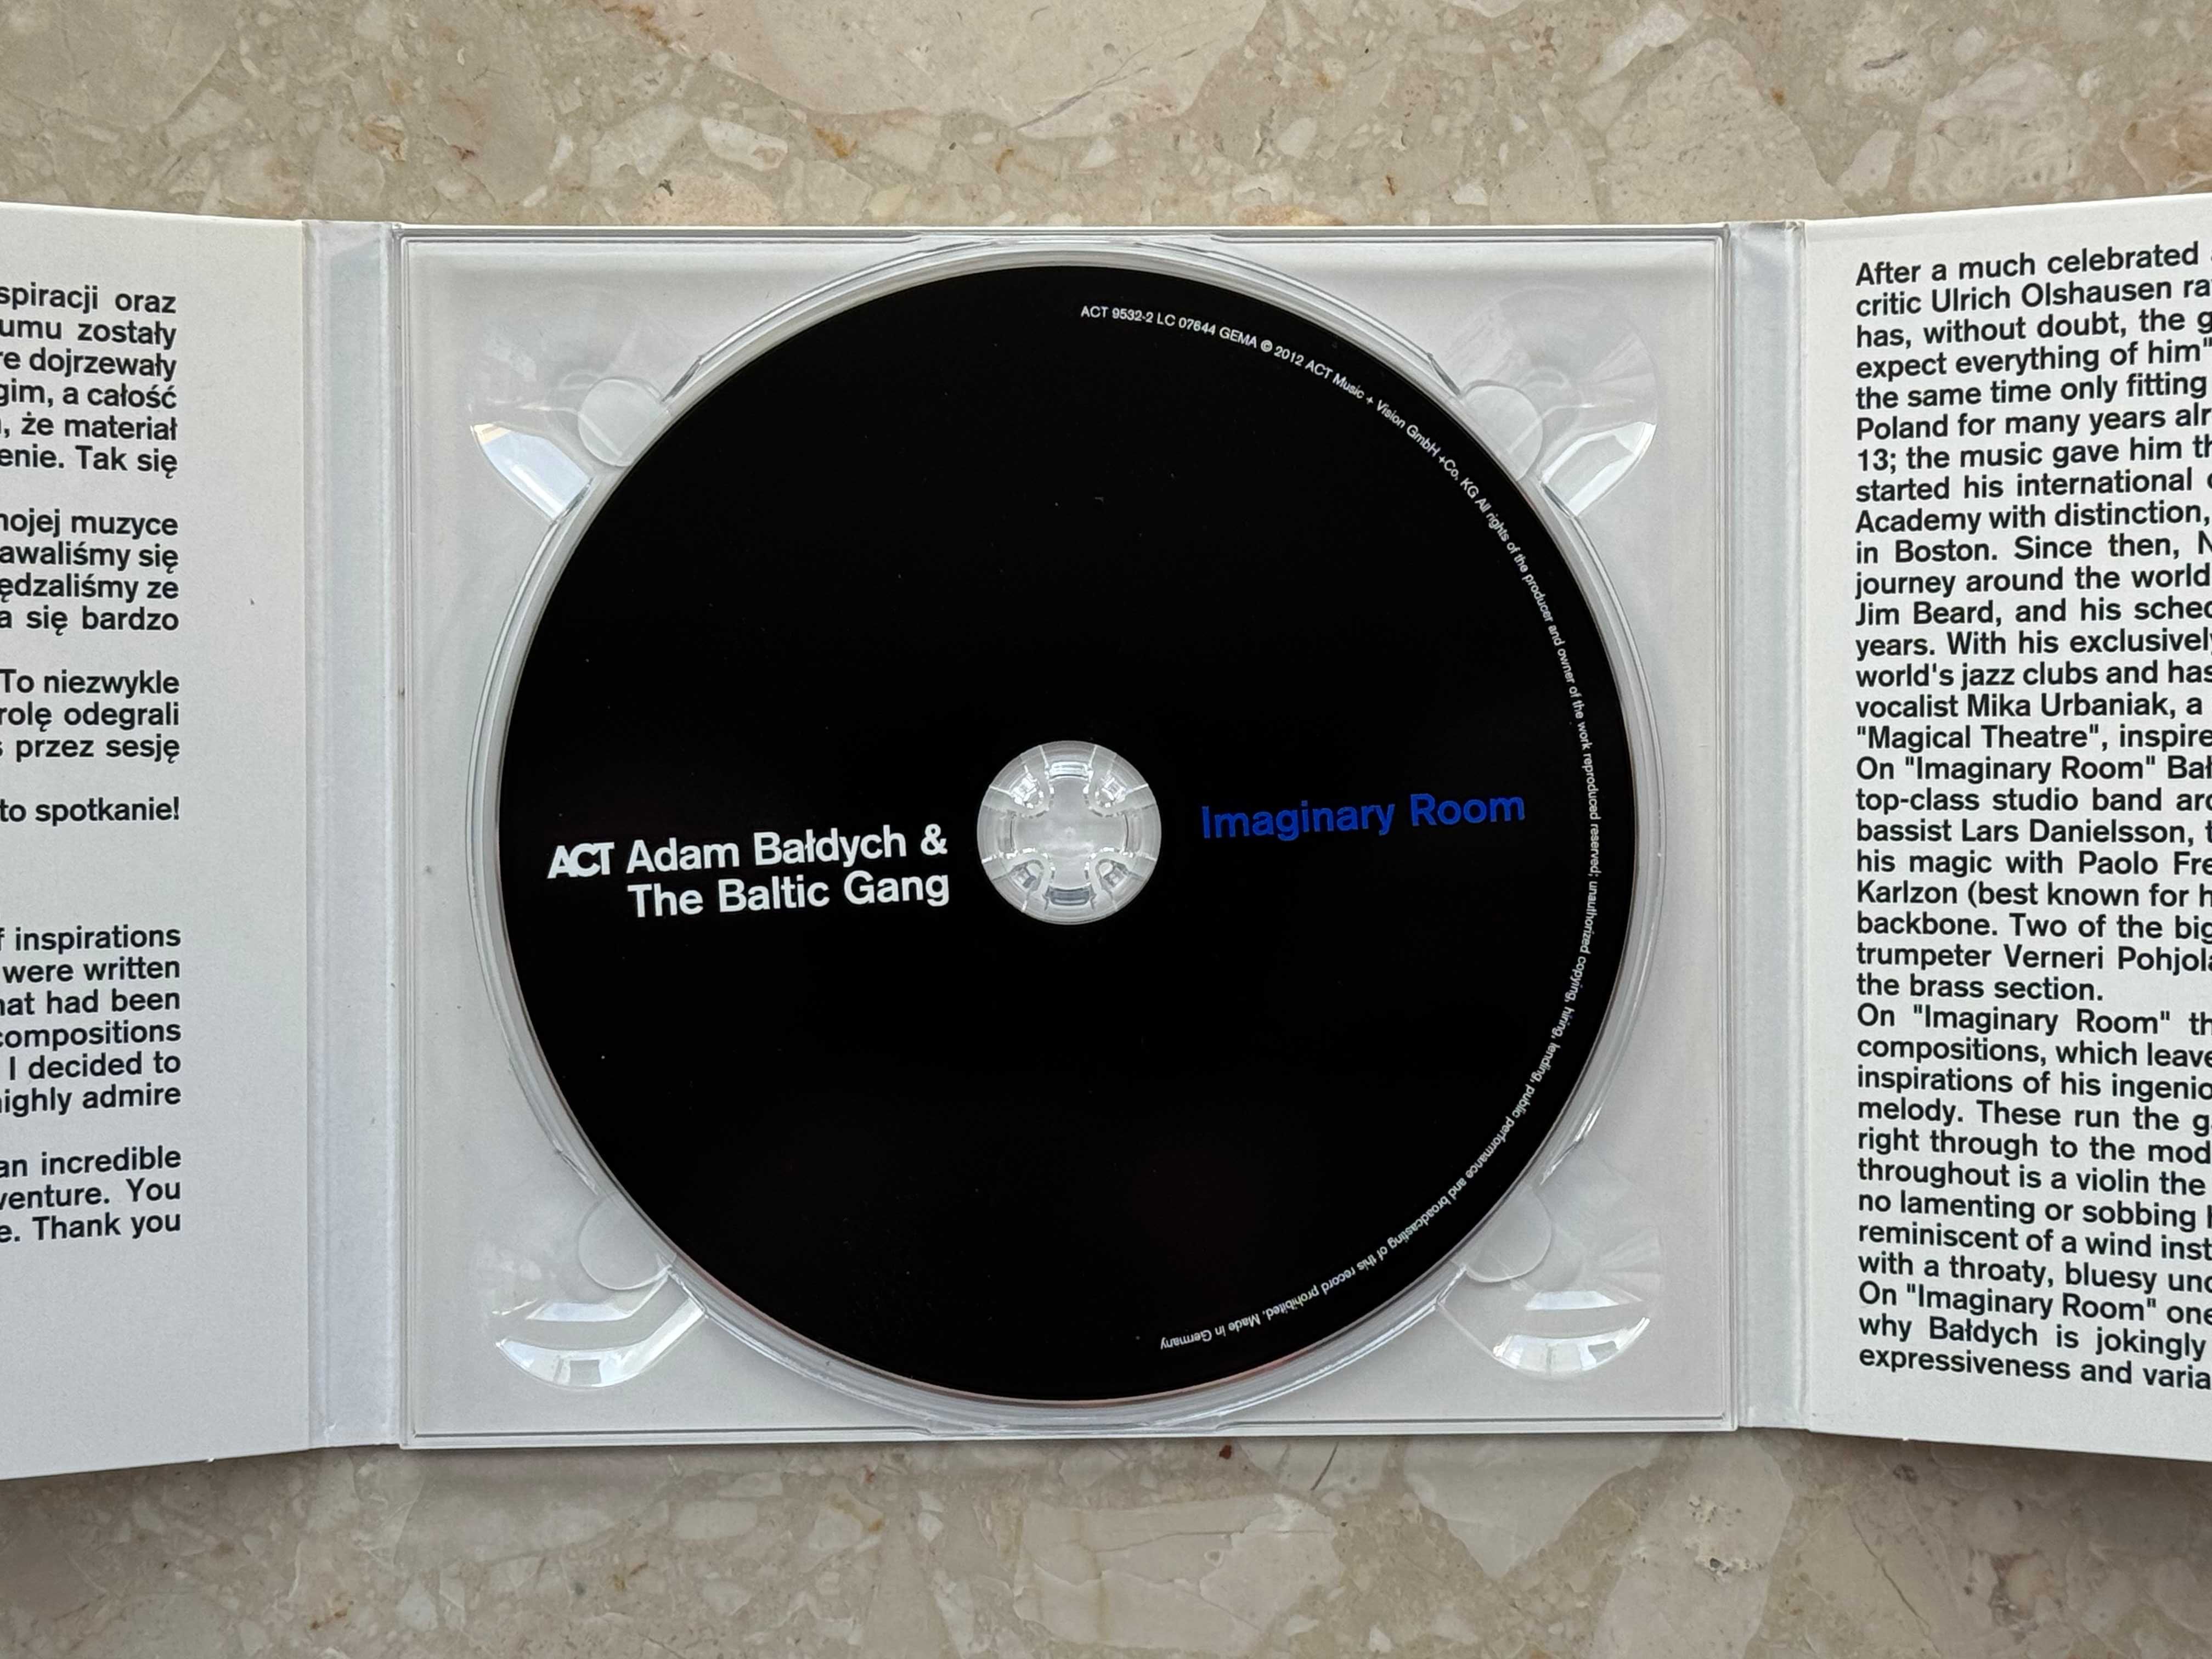 spiracji oraz
umu zostały
re dojrzewały
gim, a całość
, że materiał
enie. Tak się
mojej muzyce
awaliśmy się
ędzaliśmy ze
a się bardzo
To niezwykle
rolę odegrali
s przez sesję
to spotkanie!
f inspirations
were written
hat had been
compositions
I decided to
highly admire
an incredible
venture. You
e. Thank you
ACT 9532-2 LC 07644 GEMA © 2012 ACT Music + Vision GmbH +Co. KG All rights of the producer and owner of the work reproduced reserved; unauthorized copying, hiring, lending, public performance and broadcasting of this record prohibited. Made in Germany
ACT Adam Bałdych &
The Baltic Gang
Imaginary Room
After a much celebrated
critic Ulrich Olshausen ra
has, without doubt, the g
expect everything of him"
the same time only fitting
Poland for many years alr
13; the music gave him th
started his international
Academy with distinction,
in Boston. Since then, N
journey around the world
Jim Beard, and his sched
years. With his exclusively
world's jazz clubs and has
vocalist Mika Urbaniak, a
"Magical Theatre", inspire
On "Imaginary Room" Bał
top-class studio band aro
bassist Lars Danielsson, t
his magic with Paolo Fre
Karlzon (best known for h
backbone. Two of the big
trumpeter Verneri Pohjola
the brass section.
On "Imaginary Room" th
compositions, which leave
inspirations of his ingenio
melody. These run the g
right through to the mod
throughout is a violin the
no lamenting or sobbing
reminiscent of a wind inst
with a throaty, bluesy und
On "Imaginary Room" one
why Bałdych is jokingly
expressiveness and varia